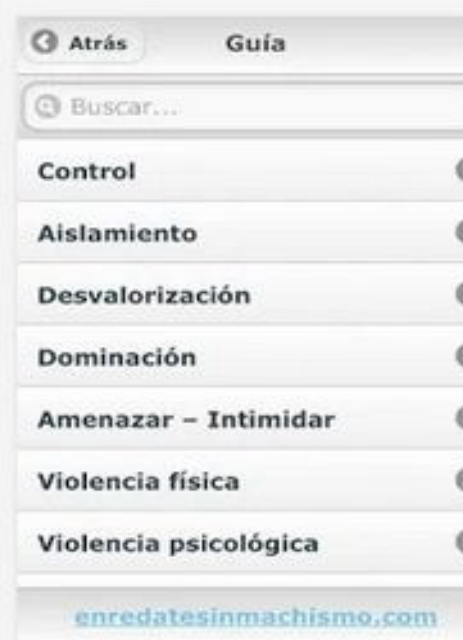 Atrás Guía
Buscar...
Control
Aislamiento
Desvalorización
Dominación
Amenazar – Intimidar
Violencia física
Violencia psicológica
enredatesinmachismo.com